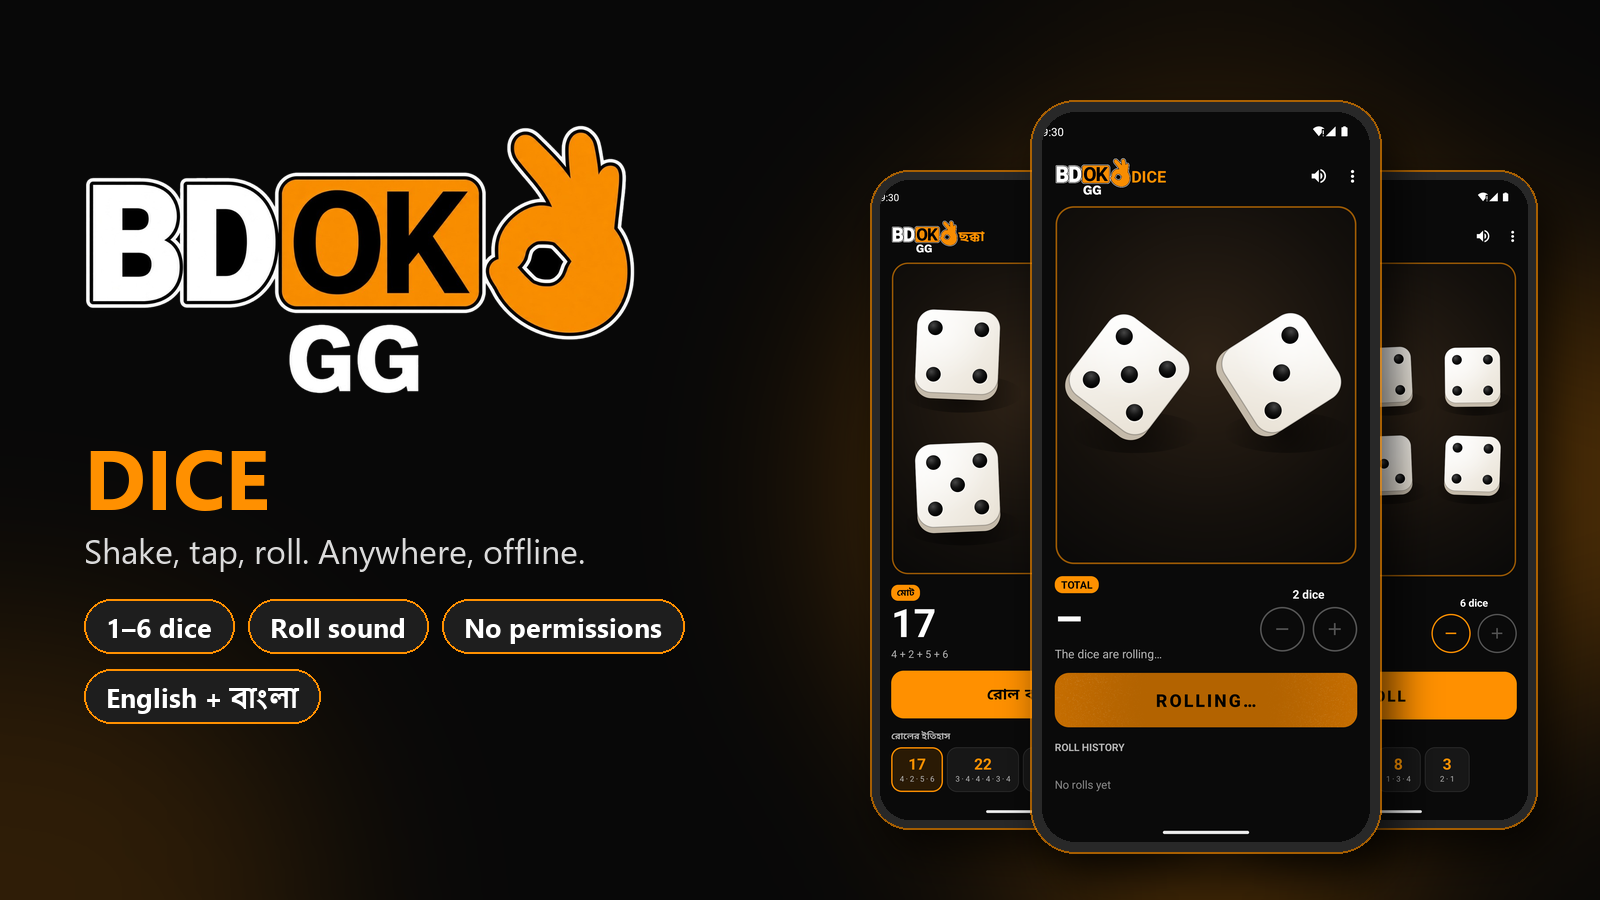 BDOK
GG
DICE
Shake, tap, roll. Anywhere, offline.
1–6 dice
Roll sound
No permissions
English + বাংলা
9:30
BDOK
GG
ছক্কা
মোট
17
4 + 2 + 5 + 6
রোল
রোলের ইতিহাস
17
4 · 2 · 5 · 6
22
3 · 4 · 4 · 4 · 3 · 4
9:30
BDOK DICE
GG
TOTAL
–
2 dice
The dice are rolling…
ROLLING…
ROLL HISTORY
No rolls yet
6 dice
8
1 · 3 · 4
3
2 · 1